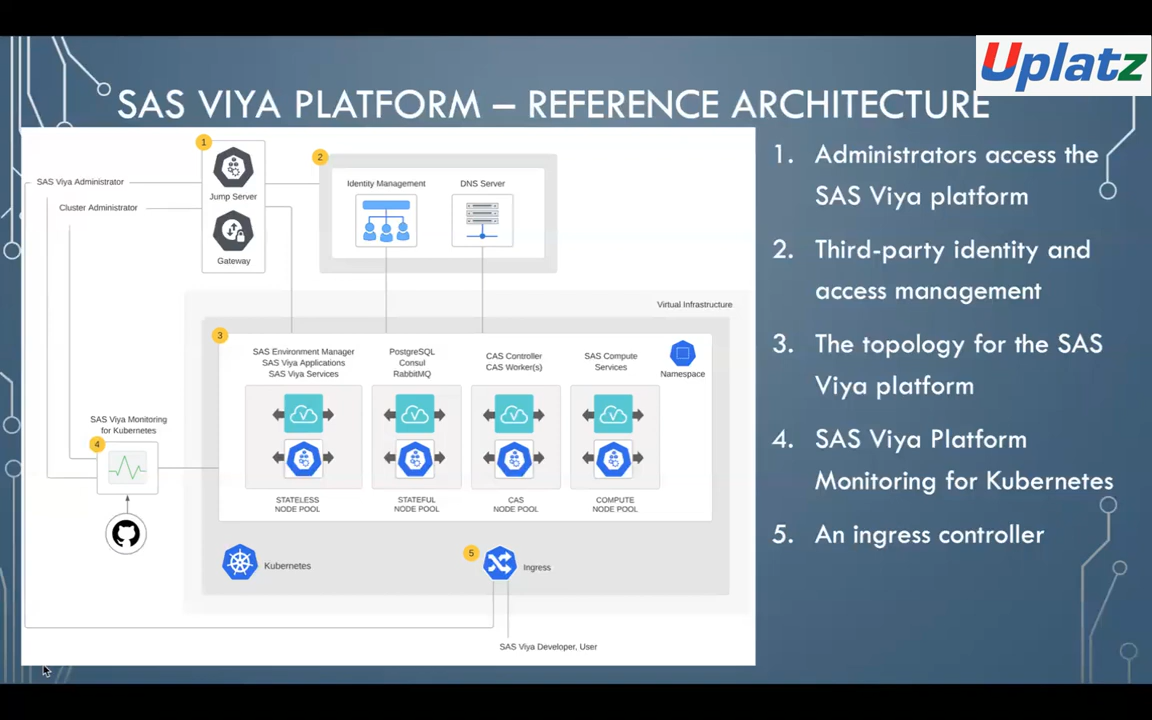 Uplatz
SAS VIYA PLATFORM – REFERENCE ARCHITECTURE
1
SAS Viya Administrator
Cluster Administrator
Jump Server
Gateway
2
Identity Management
DNS Server
Virtual Infrastructure
3
SAS Environment Manager
SAS Viya Applications
SAS Viya Services
PostgreSQL
Consul
RabbitMQ
CAS Controller
CAS Worker(s)
SAS Compute
Services
Namespace
STATELESS
NODE POOL
STATEFUL
NODE POOL
CAS
NODE POOL
COMPUTE
NODE POOL
SAS Viya Monitoring
for Kubernetes
4
Kubernetes
5
Ingress
SAS Viya Developer, User
1. Administrators access the
SAS Viya platform
2. Third-party identity and
access management
3. The topology for the SAS
Viya platform
4. SAS Viya Platform
Monitoring for Kubernetes
5. An ingress controller